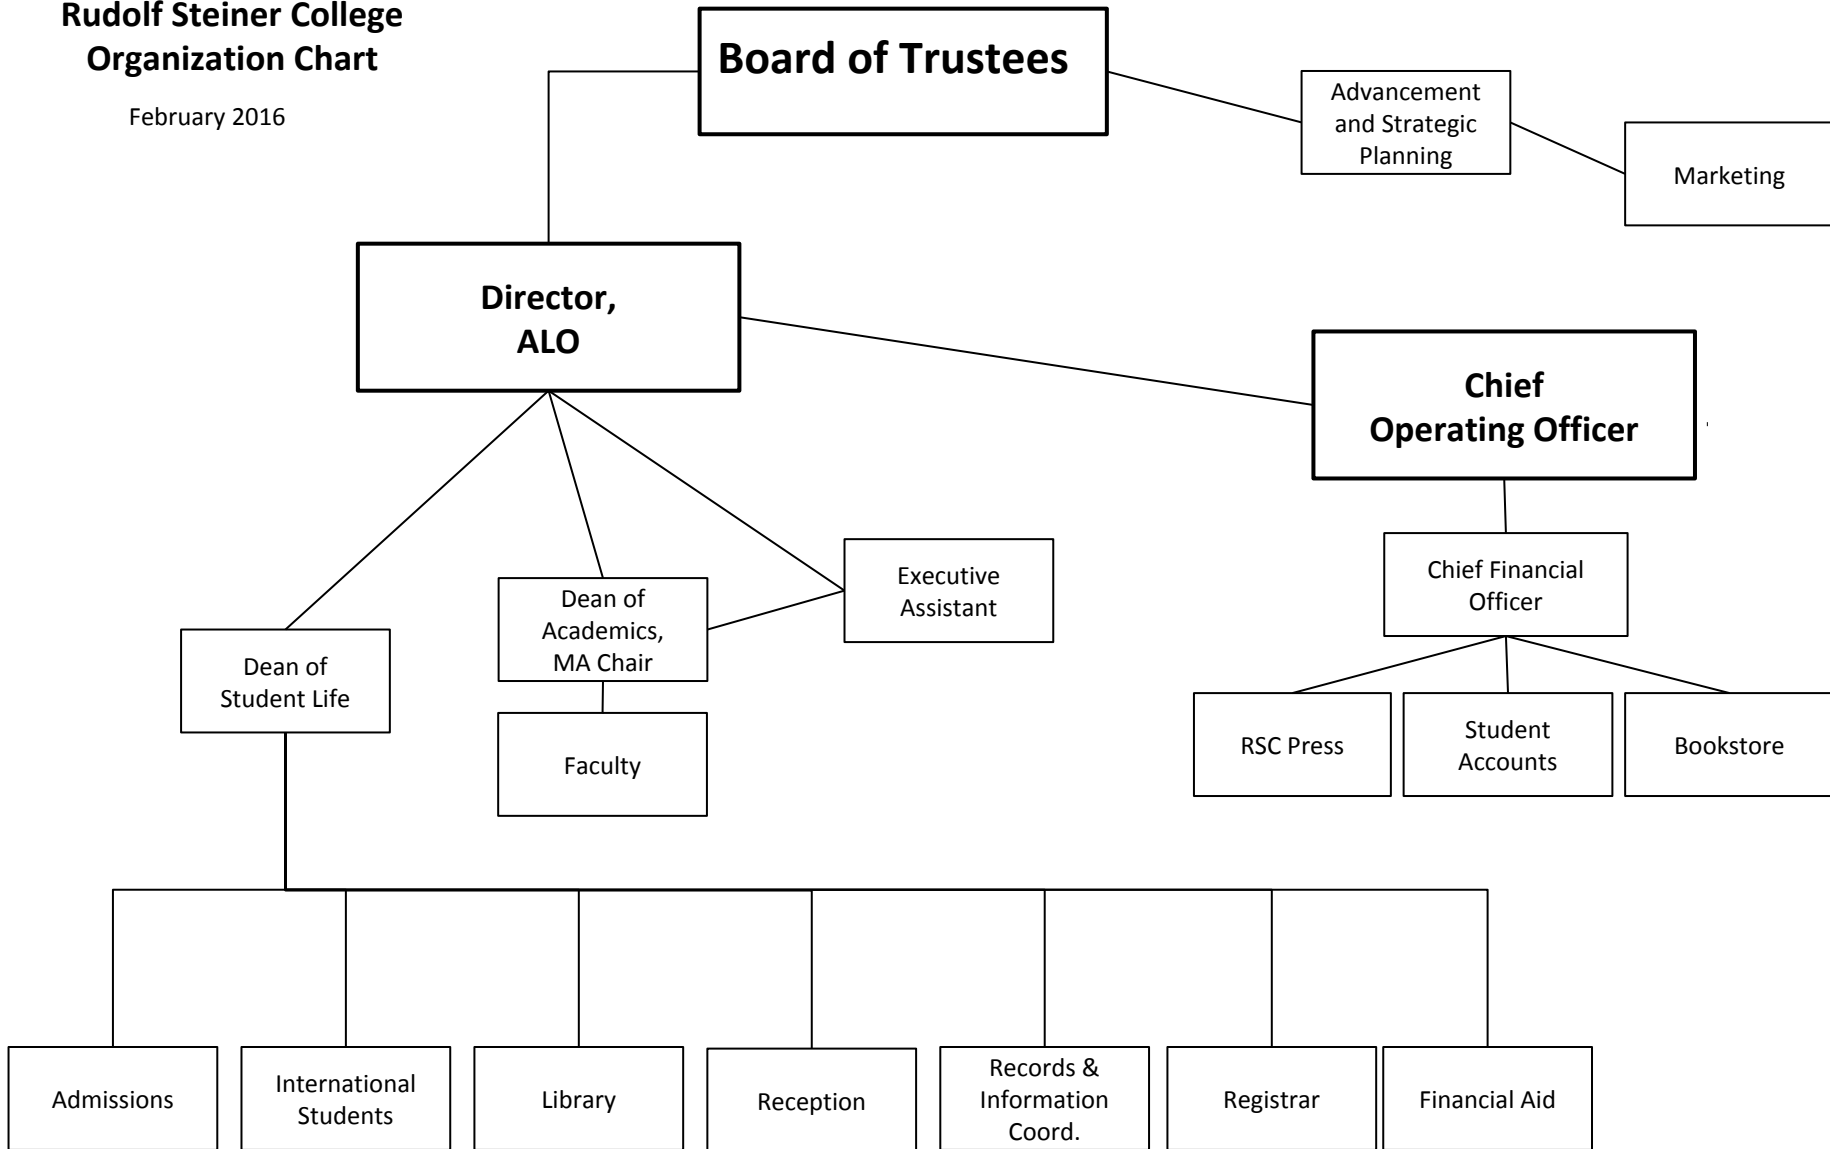 Rudolf Steiner College
Organization Chart
February 2016
Board of Trustees
Advancement
and Strategic
Planning
Marketing
Director,
ALO
Chief
Operating Officer
Executive
Assistant
Dean of
Academics,
MA Chair
Chief Financial
Officer
Dean of
Student Life
Faculty
RSC Press
Student
Accounts
Bookstore
Admissions
International
Students
Library
Reception
Records &
Information
Coord.
Registrar
Financial Aid